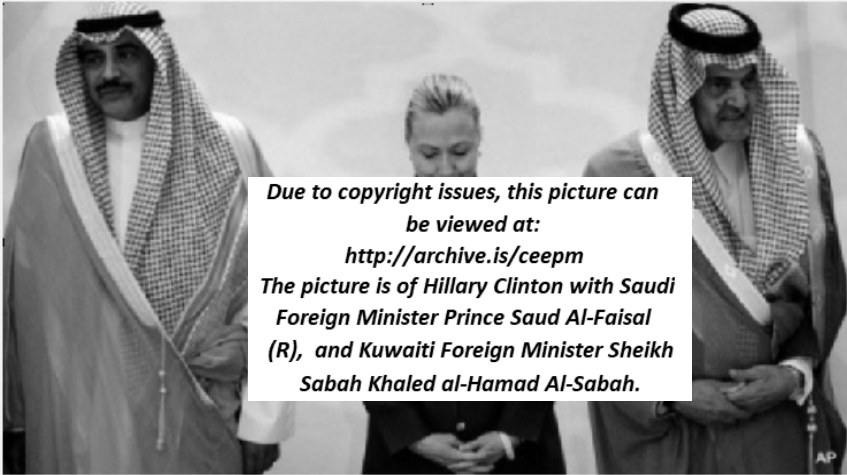 Due to copyright issues, this picture can
be viewed at:
http://archive.is/ceepm
The picture is of Hillary Clinton with Saudi
Foreign Minister Prince Saud Al-Faisal
(R), and Kuwaiti Foreign Minister Sheikh
Sabah Khaled al-Hamad Al-Sabah.
AP